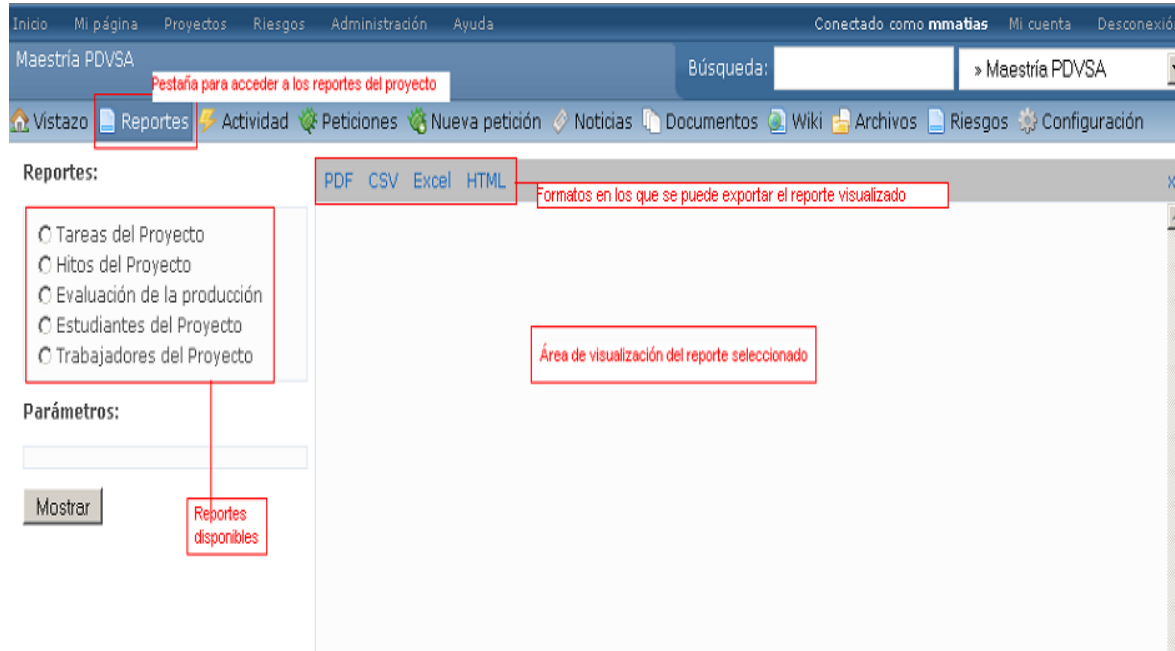 Inicio Mi página Proyectos Riesgos Administración Ayuda Conectado como mmatias Mi cuenta Desconexió
Maestría PDVSA
Búsqueda: » Maestría PDVSA
Pestaña para acceder a los reportes del proyecto
Vistazo Reportes Actividad Peticiones Nueva petición Noticias Documentos Wiki Archivos Riesgos Configuración
Reportes:
PDF CSV Excel HTML
x
Formatos en los que se puede exportar el reporte visualizado
Tareas del Proyecto
Hitos del Proyecto
Evaluación de la producción
Estudiantes del Proyecto
Trabajadores del Proyecto
Área de visualización del reporte seleccionado
Parámetros:
Mostrar
Reportes
disponibles